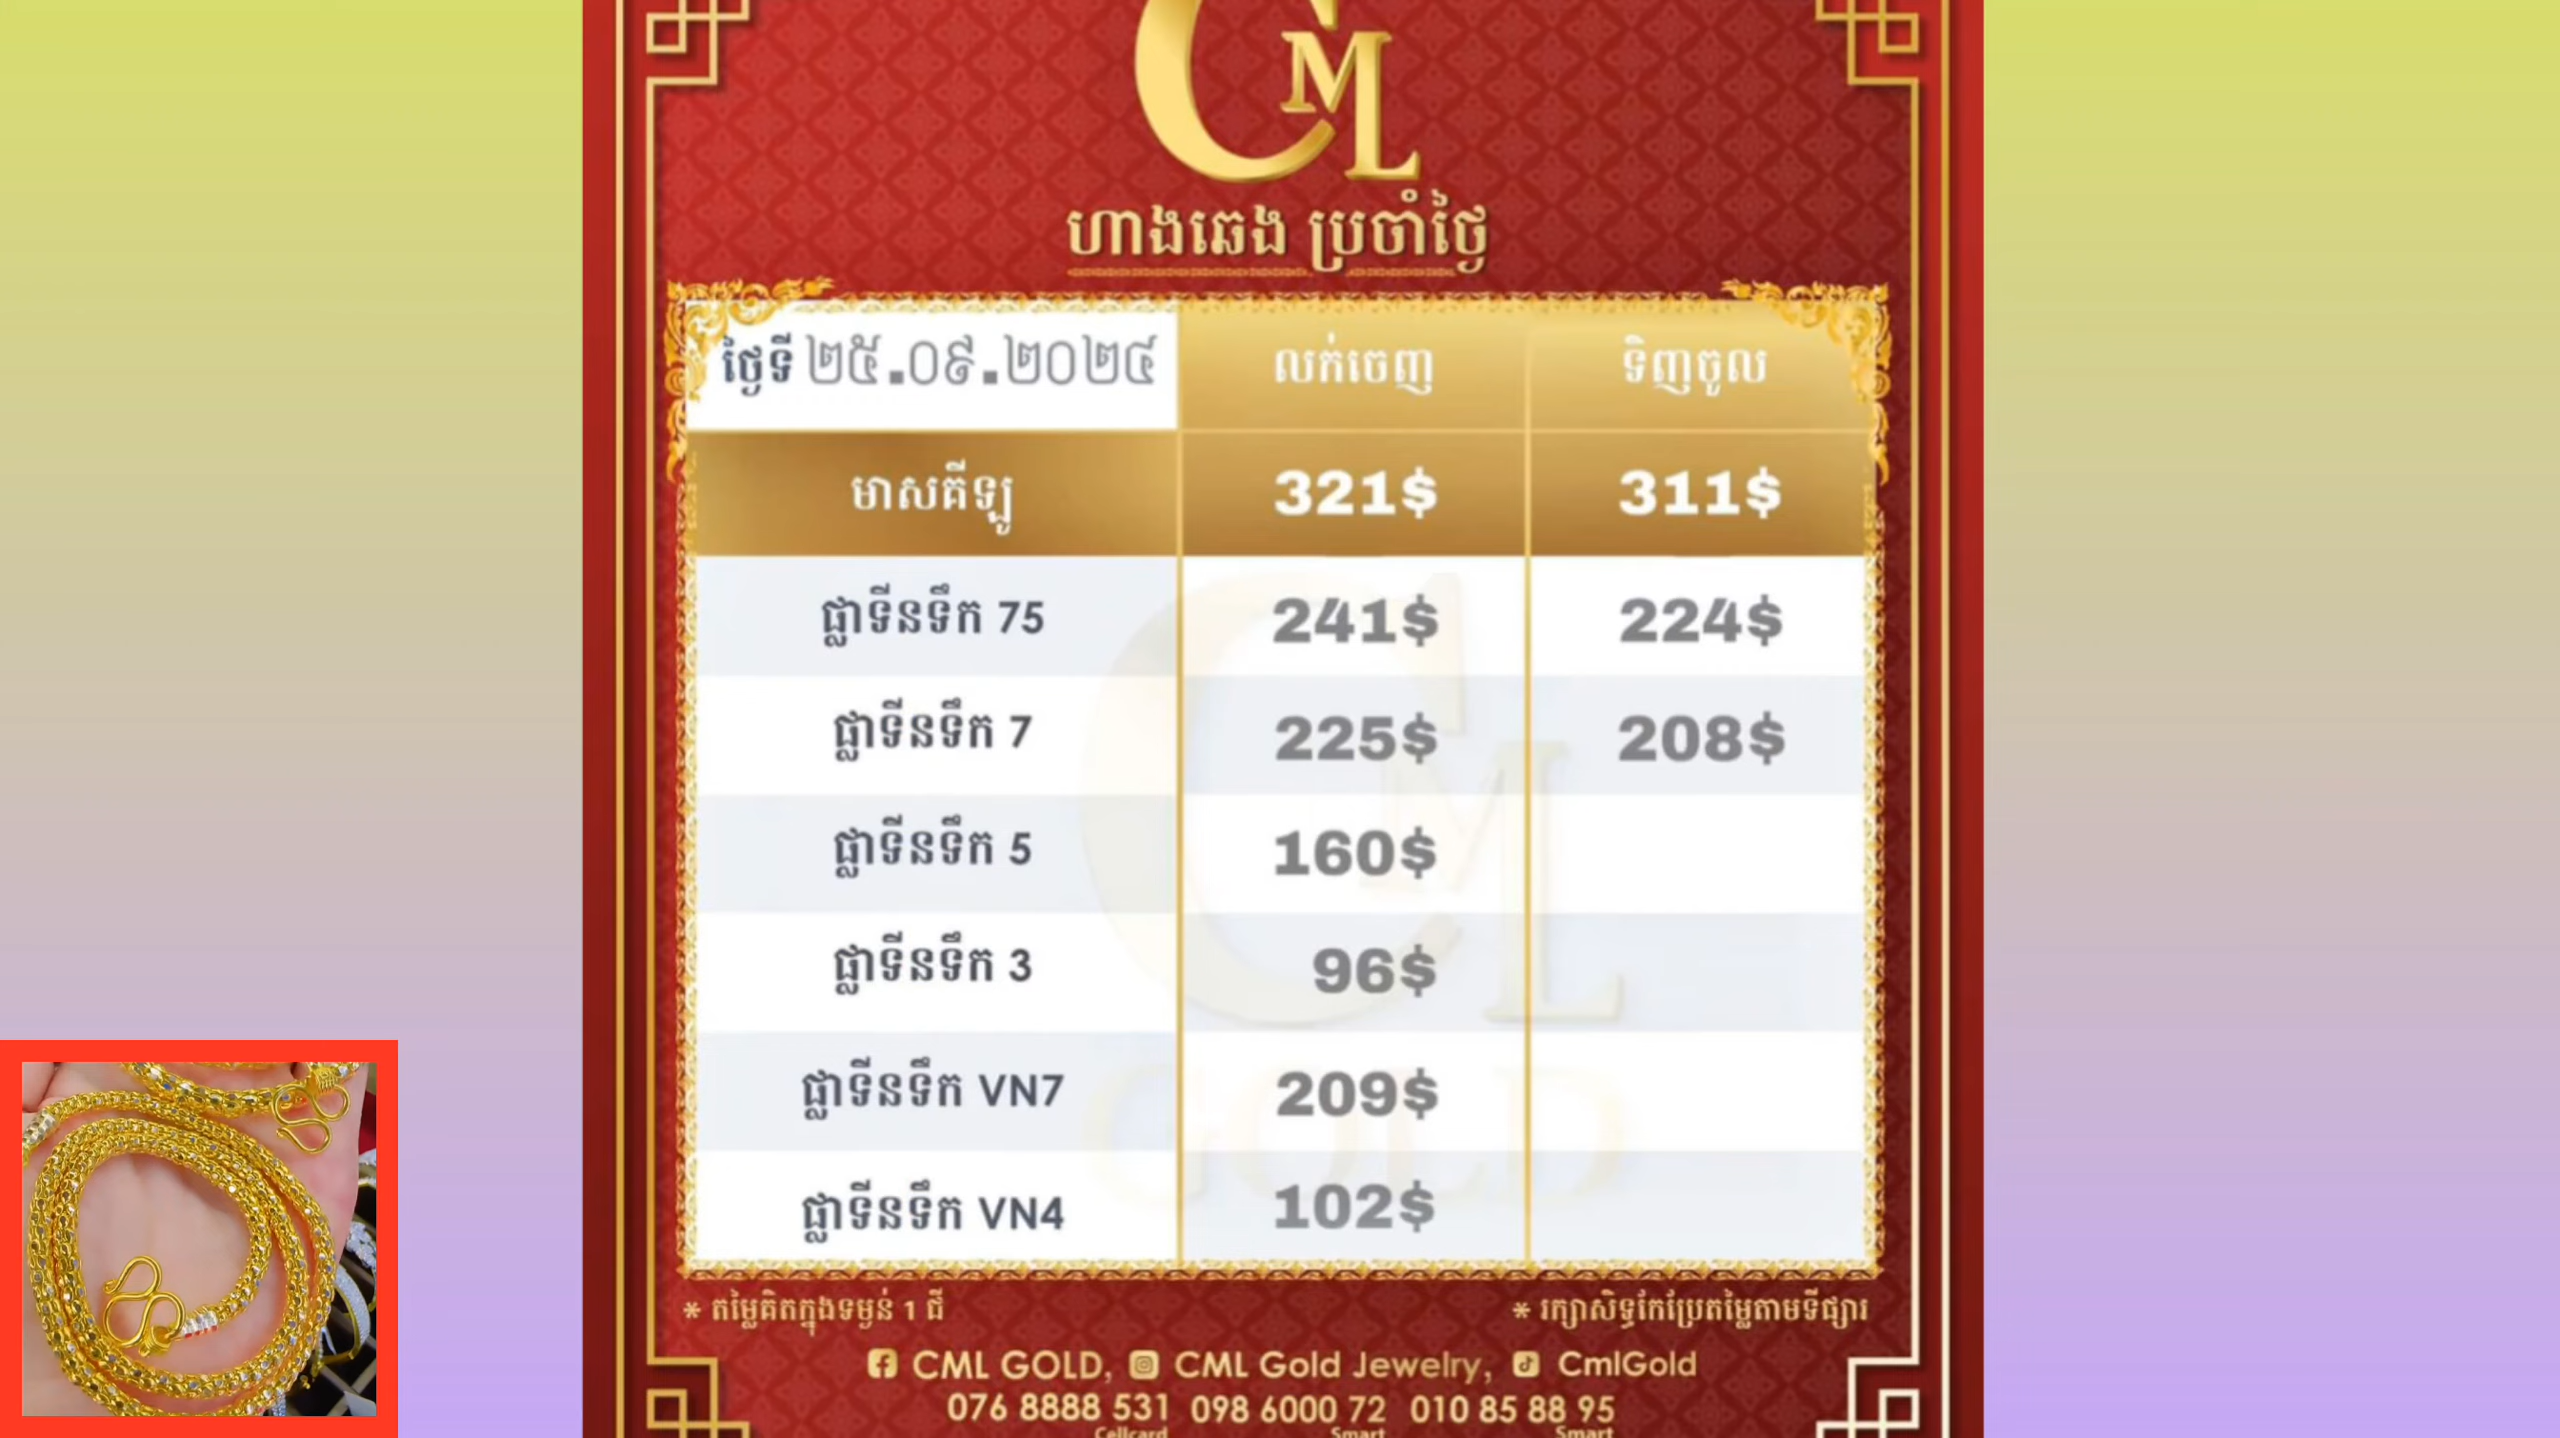 CML
ហាងឆេង ប្រចាំថ្ងៃ
ថ្ងៃទី ២៥.០៩.២០២៤ លក់ចេញ ទិញចូល
មាសគីឡូ 321$ 311$
ផ្លាទីនទឹក 75 241$ 224$
ផ្លាទីនទឹក 7 225$ 208$
ផ្លាទីនទឹក 5 160$
ផ្លាទីនទឹក 3 96$
ផ្លាទីនទឹក VN7 209$
ផ្លាទីនទឹក VN4 102$
CML
GOLD
* តម្លៃគិតក្នុងទម្ងន់ 1 ជី * រក្សាសិទ្ធកែប្រែតម្លៃតាមទីផ្សារ
CML GOLD, CML Gold Jewelry, CmlGold
076 8888 531 098 6000 72 010 85 88 95
Cellcard Smart Smart